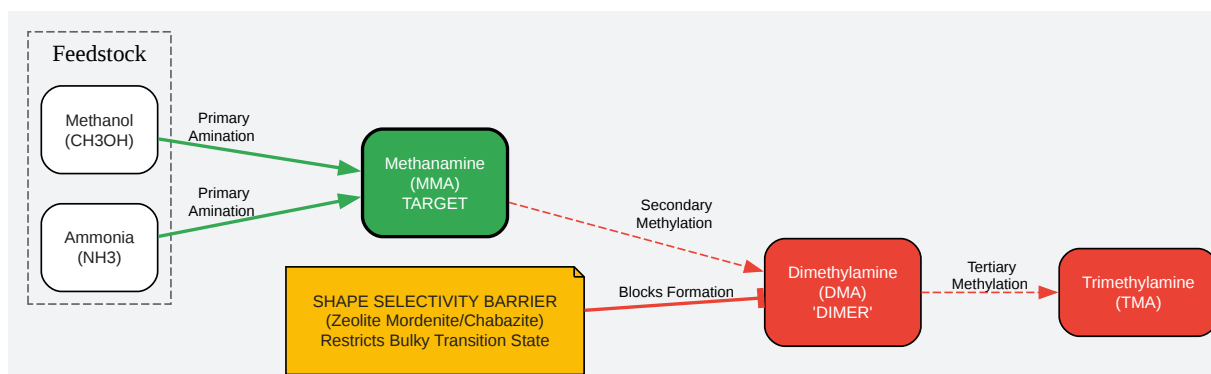 Feedstock
Methanol
(CH3OH)
Primary
Amination
Ammonia
(NH3)
Primary
Amination
Methanamine
(MMA)
TARGET
Secondary
Methylation
SHAPE SELECTIVITY BARRIER
(Zeolite Mordenite/Chabazite)
Restricts Bulky Transition State
Blocks Formation
Dimethylamine
(DMA)
'DIMER'
Tertiary
Methylation
Trimethylamine
(TMA)